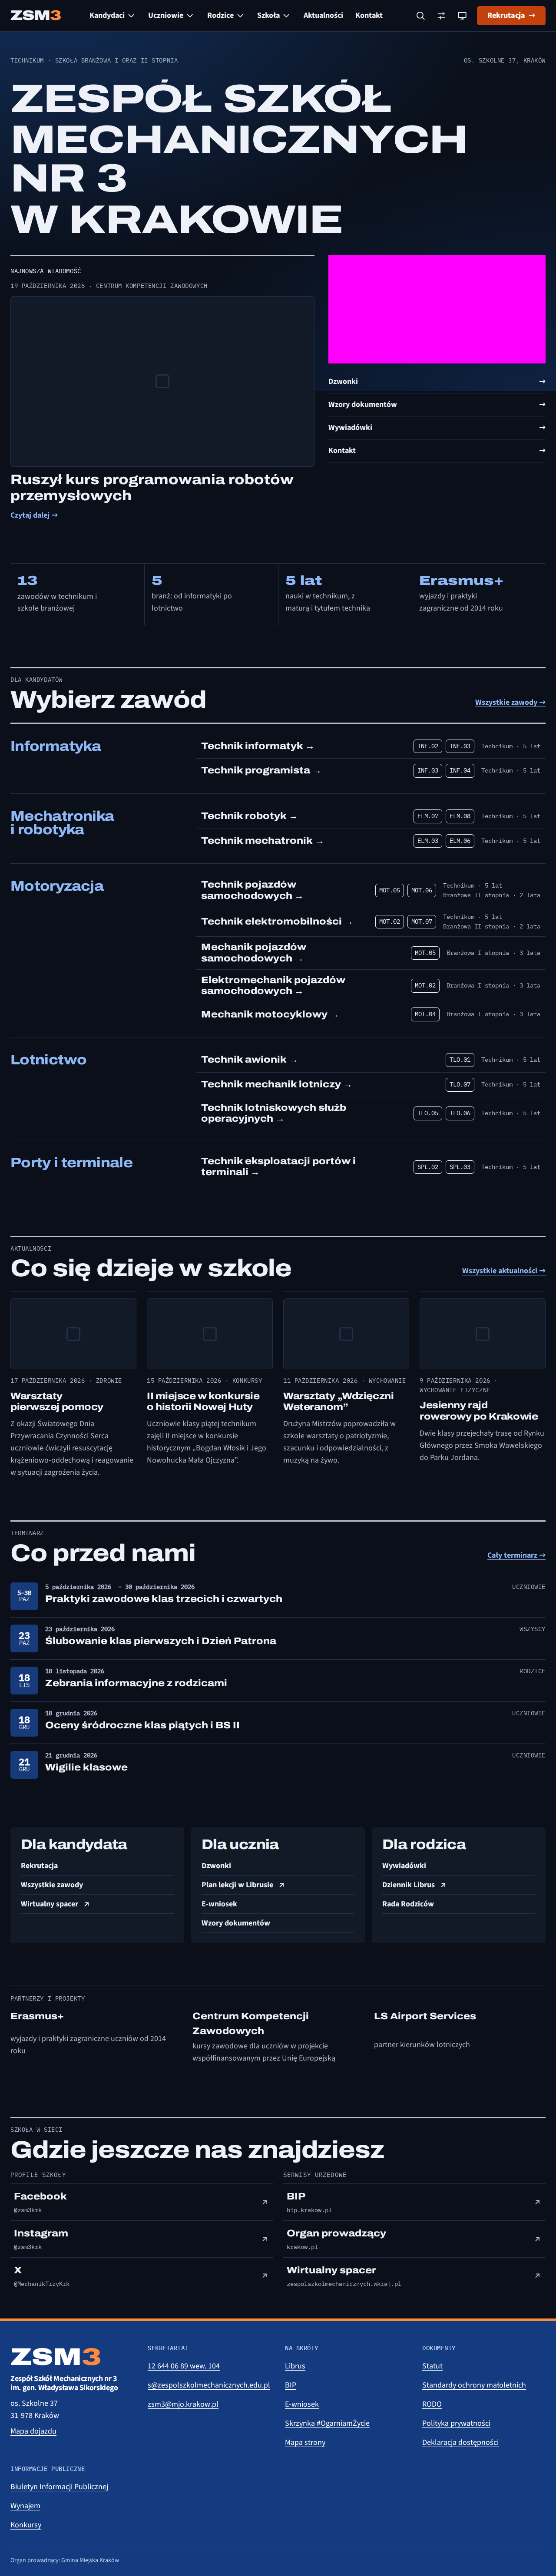 ZSM3
Kandydaci
Uczniowie
Rodzice
Szkoła
Aktualności
Kontakt
Rekrutacja →
TECHNIKUM · SZKOŁA BRANŻOWA I ORAZ II STOPNIA
OS. SZKOLNE 37, KRAKÓW
ZESPÓŁ SZKÓŁ
MECHANICZNYCH
NR 3
W KRAKOWIE
NAJNOWSZA WIADOMOŚĆ
19 PAŹDZIERNIKA 2026 · CENTRUM KOMPETENCJI ZAWODOWYCH
Ruszył kurs programowania robotów
przemysłowych
Czytaj dalej →
Dzwonki →
Wzory dokumentów →
Wywiadówki →
Kontakt →
13
zawodów w technikum i
szkole branżowej
5
branż: od informatyki po
lotnictwo
5 lat
nauki w technikum, z
maturą i tytułem technika
Erasmus+
wyjazdy i praktyki
zagraniczne od 2014 roku
DLA KANDYDATÓW
Wybierz zawód
Wszystkie zawody →
Informatyka
Technik informatyk →
INF.02 INF.03 Technikum · 5 lat
Technik programista →
INF.03 INF.04 Technikum · 5 lat
Mechatronika
i robotyka
Technik robotyk →
ELM.07 ELM.08 Technikum · 5 lat
Technik mechatronik →
ELM.03 ELM.06 Technikum · 5 lat
Motoryzacja
Technik pojazdów
samochodowych →
MOT.05 MOT.06
Technikum · 5 lat
Branżowa II stopnia · 2 lata
Technik elektromobilności →
MOT.02 MOT.07
Technikum · 5 lat
Branżowa II stopnia · 2 lata
Mechanik pojazdów
samochodowych →
MOT.05 Branżowa I stopnia · 3 lata
Elektromechanik pojazdów
samochodowych →
MOT.02 Branżowa I stopnia · 3 lata
Mechanik motocyklowy →
MOT.04 Branżowa I stopnia · 3 lata
Lotnictwo
Technik awionik →
TLO.01 Technikum · 5 lat
Technik mechanik lotniczy →
TLO.07 Technikum · 5 lat
Technik lotniskowych służb
operacyjnych →
TLO.05 TLO.06 Technikum · 5 lat
Porty i terminale
Technik eksploatacji portów i
terminali →
SPL.02 SPL.03 Technikum · 5 lat
AKTUALNOŚCI
Co się dzieje w szkole
Wszystkie aktualności →
17 PAŹDZIERNIKA 2026 · ZDROWIE
Warsztaty
pierwszej pomocy
Z okazji Światowego Dnia
Przywracania Czynności Serca
uczniowie ćwiczyli resuscytację
krążeniowo-oddechową i reagowanie
w sytuacji zagrożenia życia.
15 PAŹDZIERNIKA 2026 · KONKURSY
II miejsce w konkursie
o historii Nowej Huty
Uczniowie klasy piątej technikum
zajęli II miejsce w konkursie
historycznym „Bogdan Włosik i Jego
Nowohucka Mała Ojczyzna”.
11 PAŹDZIERNIKA 2026 · WYCHOWANIE
Warsztaty „Wdzięczni
Weteranom”
Drużyna Mistrzów poprowadziła w
szkole warsztaty o patriotyzmie,
szacunku i odpowiedzialności, z
muzyką na żywo.
9 PAŹDZIERNIKA 2026 ·
WYCHOWANIE FIZYCZNE
Jesienny rajd
rowerowy po Krakowie
Dwie klasy przejechały trasę od Rynku
Głównego przez Smoka Wawelskiego
do Parku Jordana.
TERMINARZ
Co przed nami
Cały terminarz →
5–30
PAŹ
5 października 2026 – 30 października 2026
Praktyki zawodowe klas trzecich i czwartych
UCZNIOWIE
23
PAŹ
23 października 2026
Ślubowanie klas pierwszych i Dzień Patrona
WSZYSCY
18
LIS
18 listopada 2026
Zebrania informacyjne z rodzicami
RODZICE
18
GRU
18 grudnia 2026
Oceny śródroczne klas piątych i BS II
UCZNIOWIE
21
GRU
21 grudnia 2026
Wigilie klasowe
UCZNIOWIE
Dla kandydata
Rekrutacja
Wszystkie zawody
Wirtualny spacer ↗
Dla ucznia
Dzwonki
Plan lekcji w Librusie ↗
E-wniosek
Wzory dokumentów
Dla rodzica
Wywiadówki
Dziennik Librus ↗
Rada Rodziców
PARTNERZY I PROJEKTY
Erasmus+
wyjazdy i praktyki zagraniczne uczniów od 2014
roku
Centrum Kompetencji
Zawodowych
kursy zawodowe dla uczniów w projekcie
współfinansowanym przez Unię Europejską
LS Airport Services
partner kierunków lotniczych
SZKOŁA W SIECI
Gdzie jeszcze nas znajdziesz
PROFILE SZKOŁY
Facebook
@zsm3krk
↗
Instagram
@zsm3krk
↗
X
@MechanikTrzyKrk
↗
SERWISY URZĘDOWE
BIP
bip.krakow.pl
↗
Organ prowadzący
krakow.pl
↗
Wirtualny spacer
zespolszkolmechanicznych.wkraj.pl
↗
ZSM3
Zespół Szkół Mechanicznych nr 3
im. gen. Władysława Sikorskiego
os. Szkolne 37
31-978 Kraków
Mapa dojazdu
SEKRETARIAT
12 644 06 89 wew. 104
s@zespolszkolmechanicznych.edu.pl
zsm3@mjo.krakow.pl
NA SKRÓTY
Librus
BIP
E-wniosek
Skrzynka #OgarniamŻycie
Mapa strony
DOKUMENTY
Statut
Standardy ochrony małoletnich
RODO
Polityka prywatności
Deklaracja dostępności
INFORMACJE PUBLICZNE
Biuletyn Informacji Publicznej
Wynajem
Konkursy
Organ prowadzący: Gmina Miejska Kraków